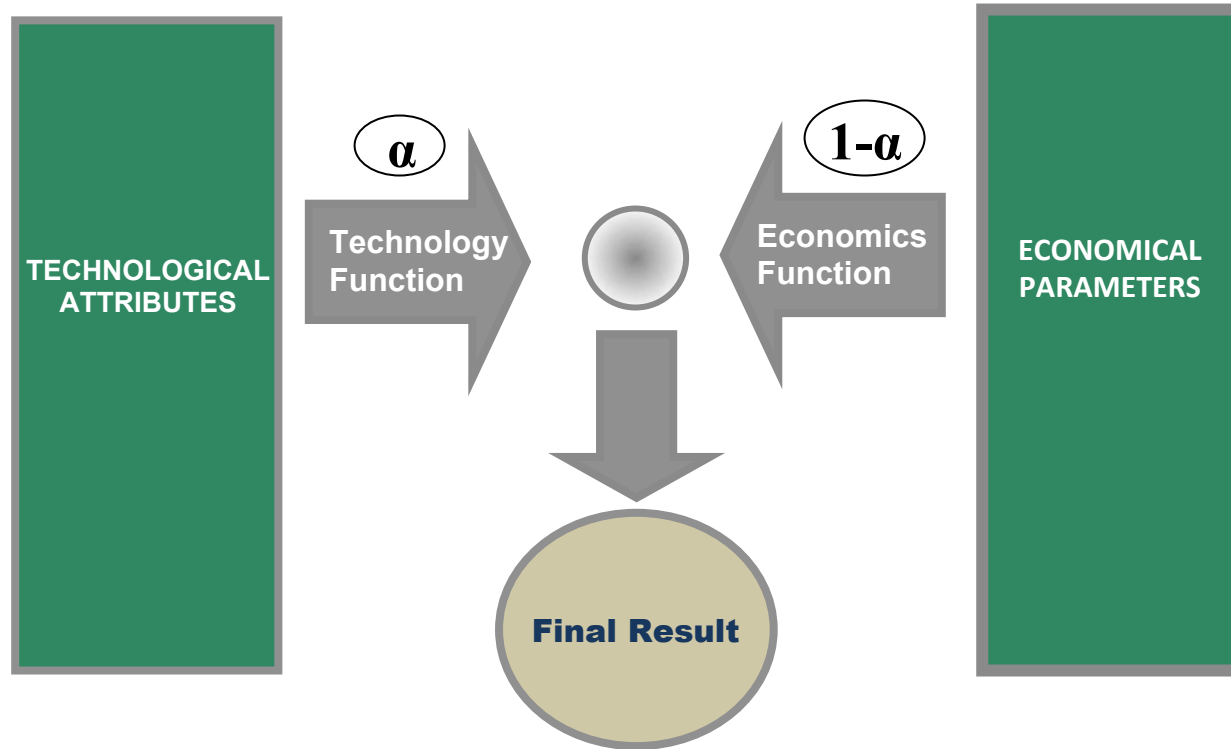 α
1-α
Technology
Function
Economics
Function
TECHNOLOGICAL
ATTRIBUTES
ECONOMICAL
PARAMETERS
Final Result